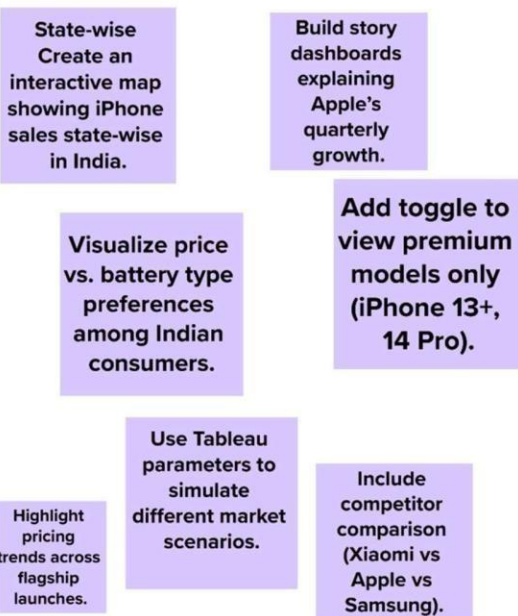 State-wise
Create an
interactive map
showing iPhone
sales state-wise
in India.
Build story
dashboards
explaining
Apple's
quarterly
growth.
Visualize price
vs. battery type
preferences
among Indian
consumers.
Add toggle to
view premium
models only
(iPhone 13+,
14 Pro).
Highlight
pricing
trends across
flagship
launches.
Use Tableau
parameters to
simulate
different market
scenarios.
Include
competitor
comparison
(Xiaomi vs
Apple vs
Samsung).